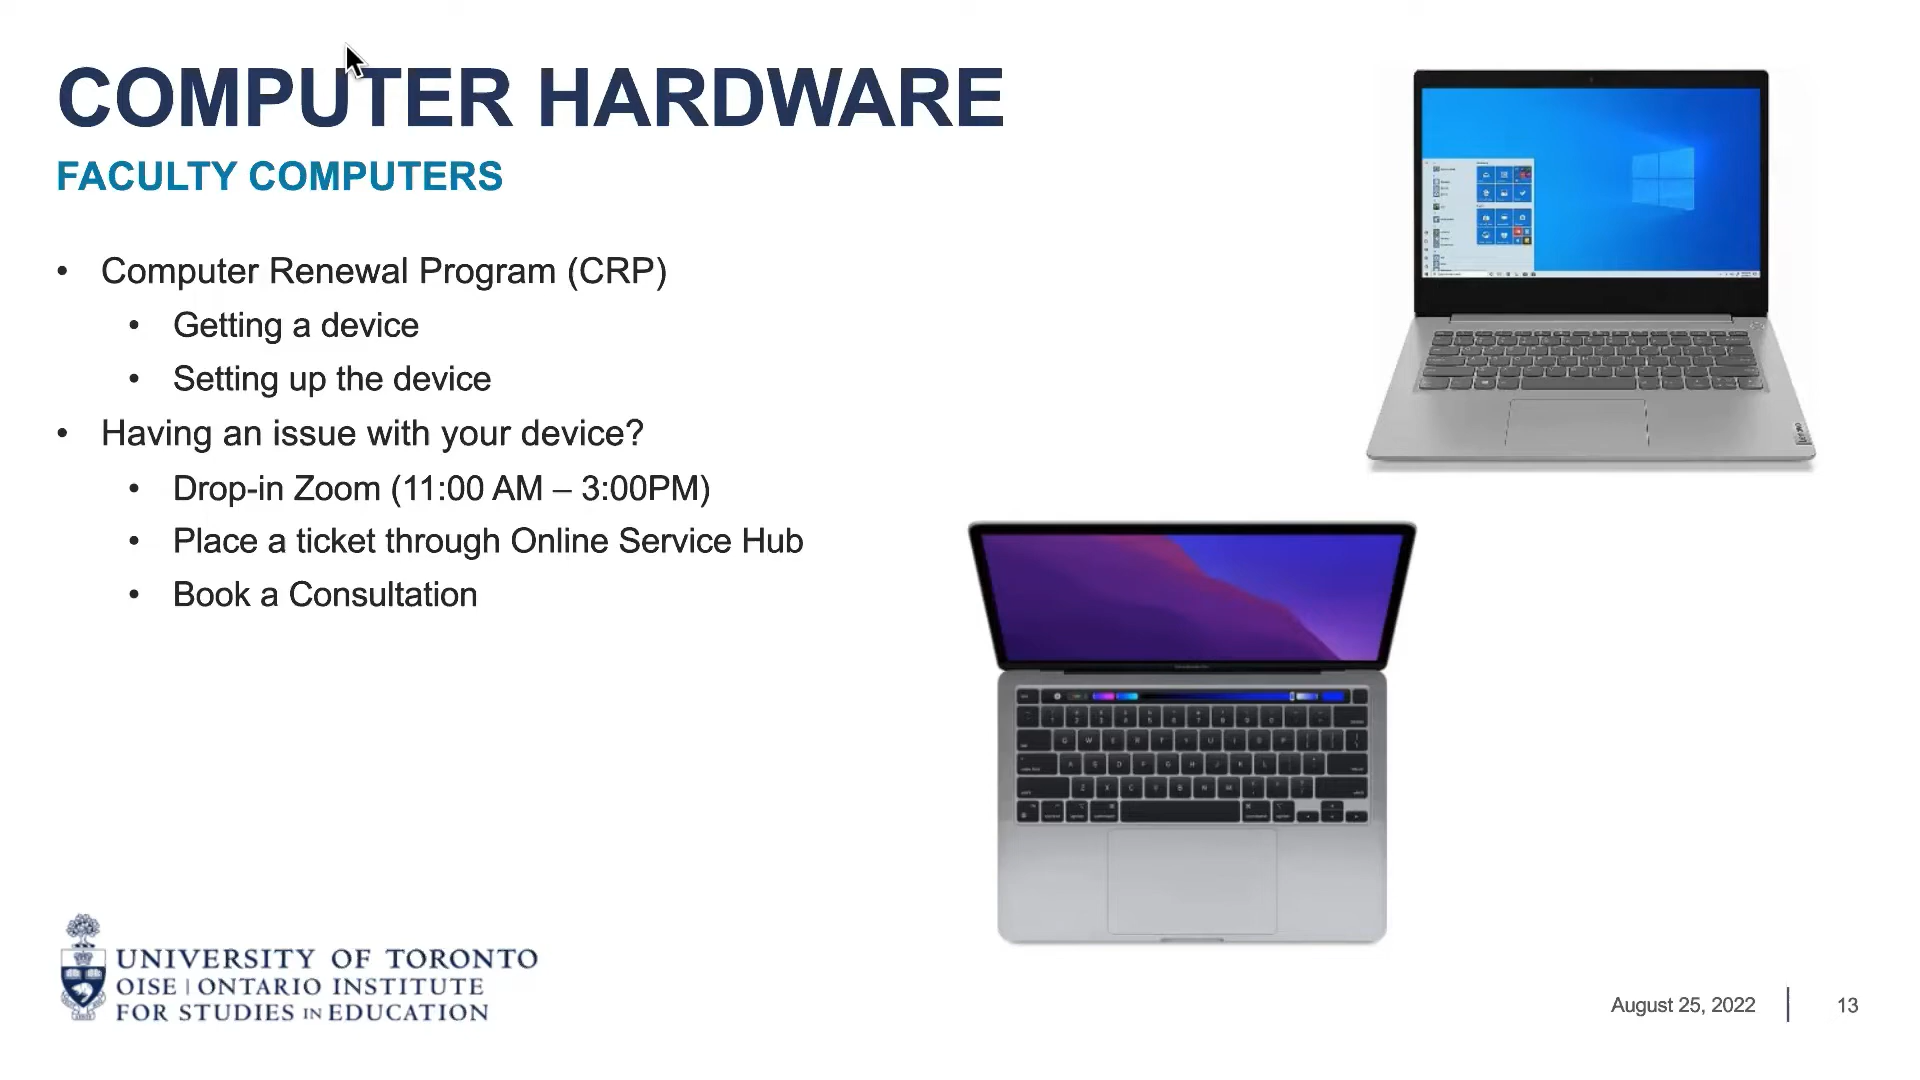 COMPUTER HARDWARE
FACULTY COMPUTERS
• Computer Renewal Program (CRP)
• Getting a device
• Setting up the device
• Having an issue with your device?
• Drop-in Zoom (11:00 AM – 3:00PM)
• Place a ticket through Online Service Hub
• Book a Consultation
UNIVERSITY OF TORONTO
OISE | ONTARIO INSTITUTE
FOR STUDIES IN EDUCATION
August 25, 2022 | 13